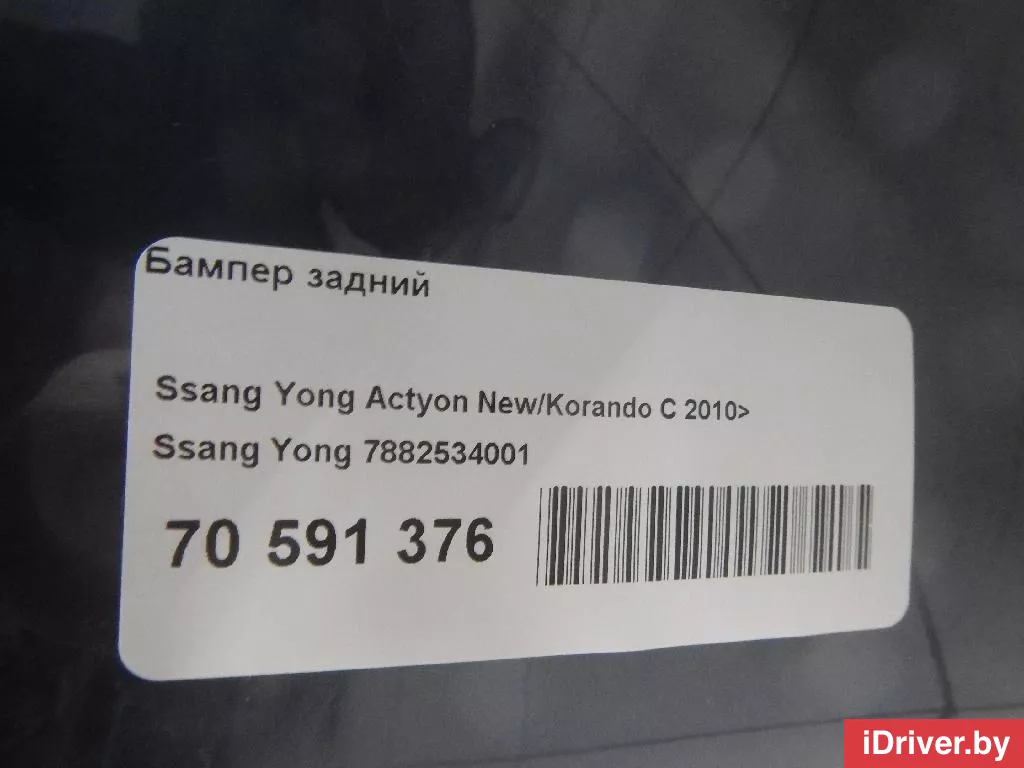 Бампер задний
Ssang Yong Actyon New/Korando C 2010>
Ssang Yong 7882534001
70 591 376
iDriver.by